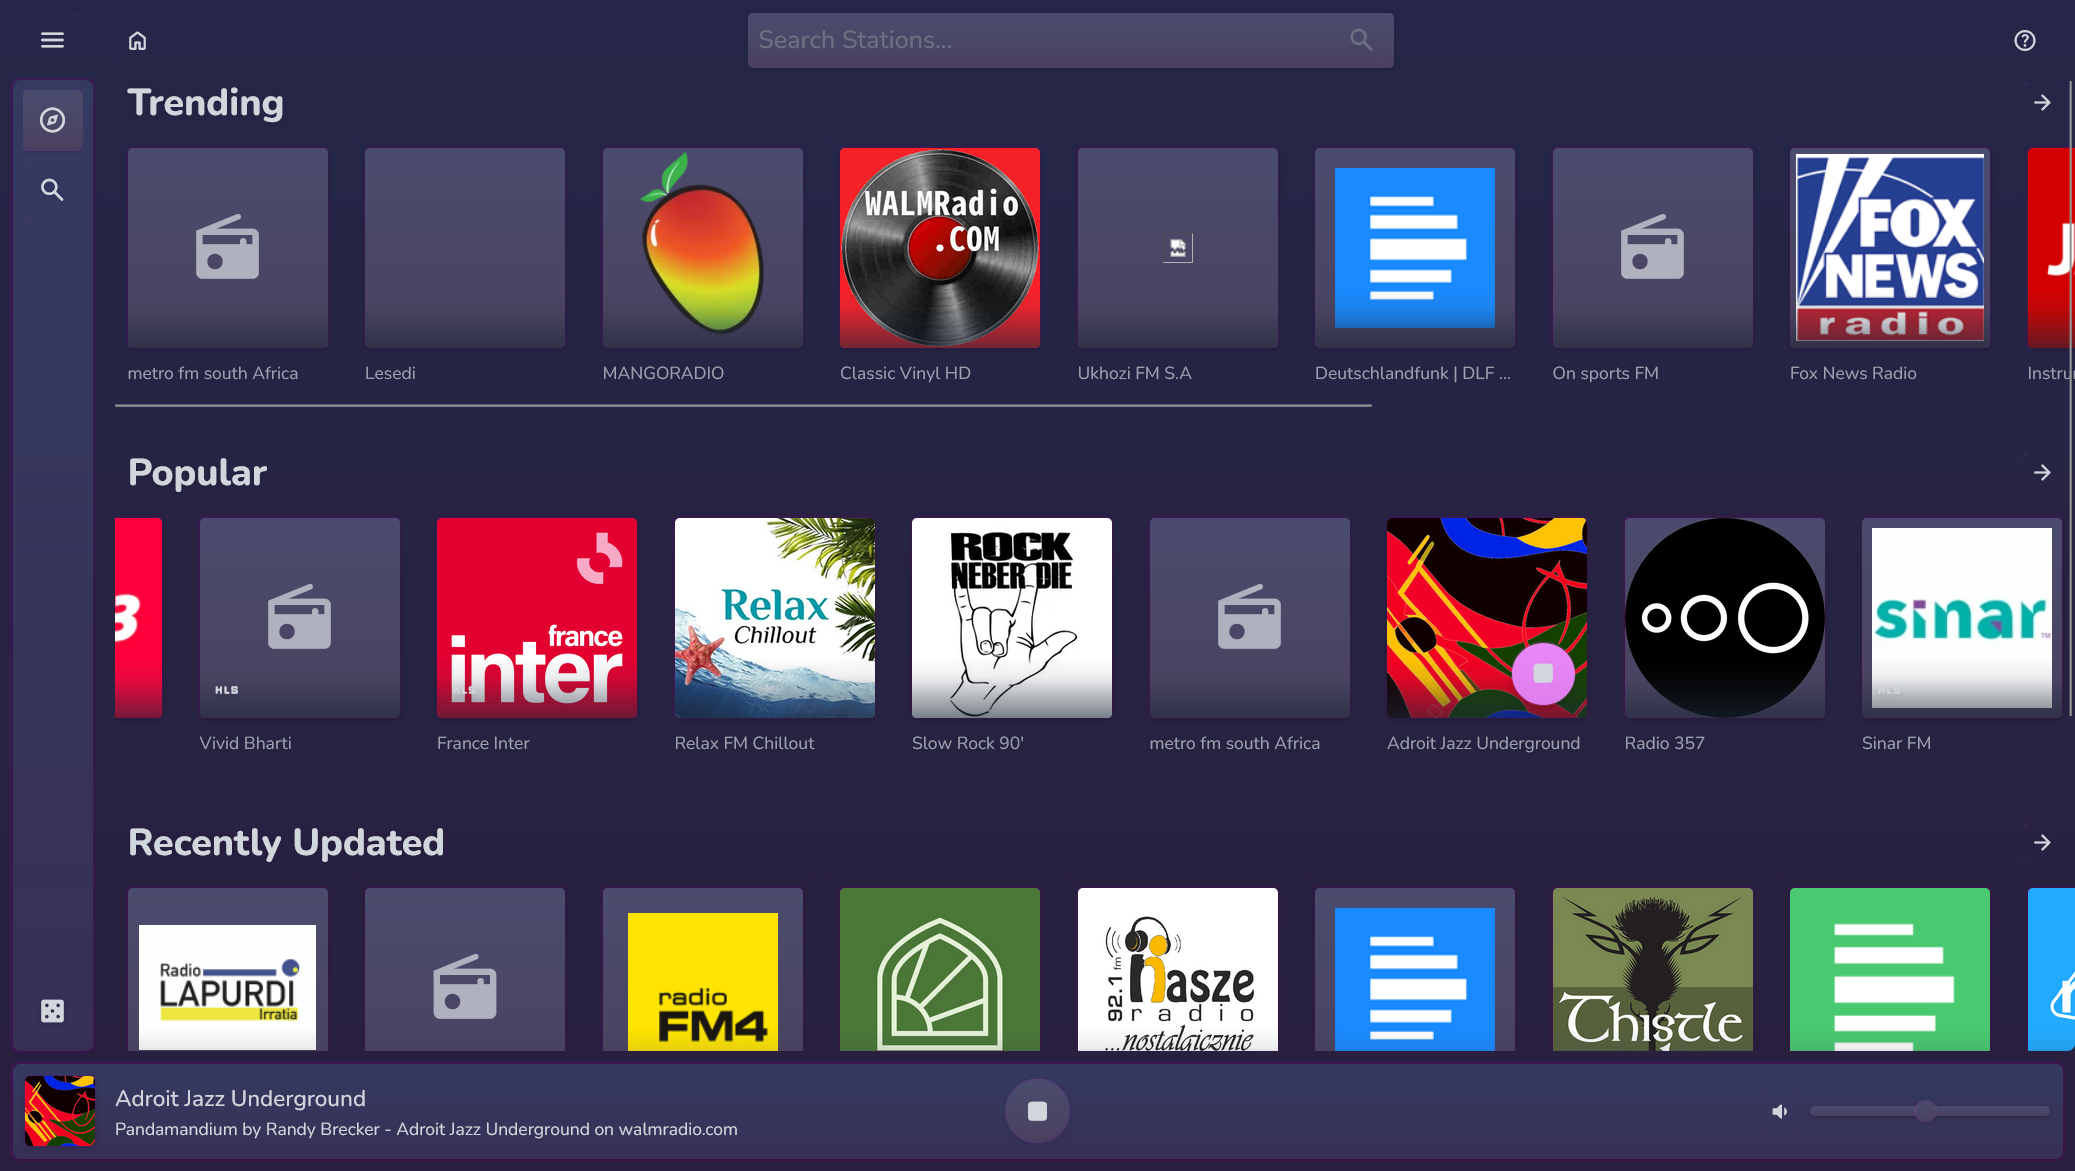 Search Stations...
Trending
WALMRadio
.COM
FOX
NEWS
radio
metro fm south Africa
Lesedi
MANGORADIO
Classic Vinyl HD
Ukhozi FM S.A
Deutschlandfunk | DLF ...
On sports FM
Fox News Radio
Popular
3
HLS
france
inter
HLS
Relax
Chillout
ROCK
NEBER DIE
sinar
TM
HLS
Vivid Bharti
France Inter
Relax FM Chillout
Slow Rock 90'
metro fm south Africa
Adroit Jazz Underground
Radio 357
Sinar FM
Recently Updated
Radio
LAPURDI
Irratia
radio
FM4
92.1 fm
nasze
radio
...nostalgicznie
Thistle
Adroit Jazz Underground
Pandamandium by Randy Brecker - Adroit Jazz Underground on walmradio.com